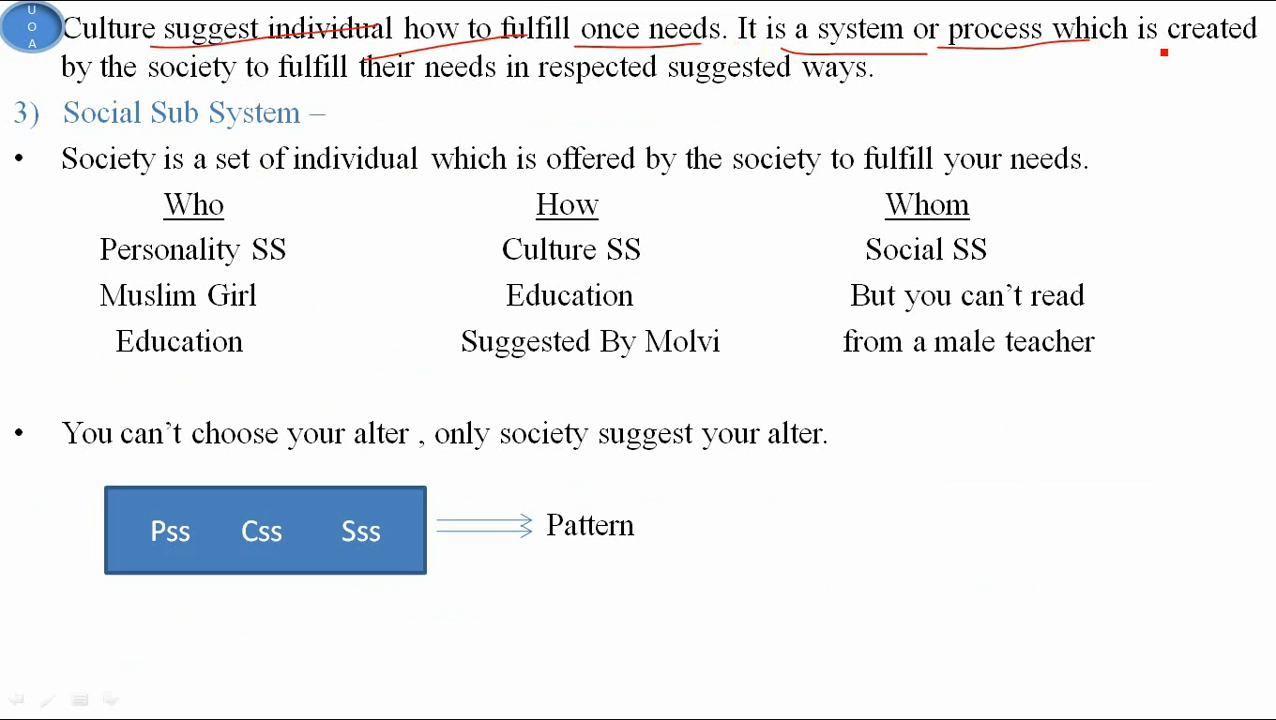 U
O
A
Culture suggest individual how to fulfill once needs. It is a system or process which is created
by the society to fulfill their needs in respected suggested ways.
3) Social Sub System –
• Society is a set of individual which is offered by the society to fulfill your needs.
Who How Whom
Personality SS Culture SS Social SS
Muslim Girl Education But you can’t read
Education Suggested By Molvi from a male teacher
• You can’t choose your alter , only society suggest your alter.
Pss Css Sss Pattern